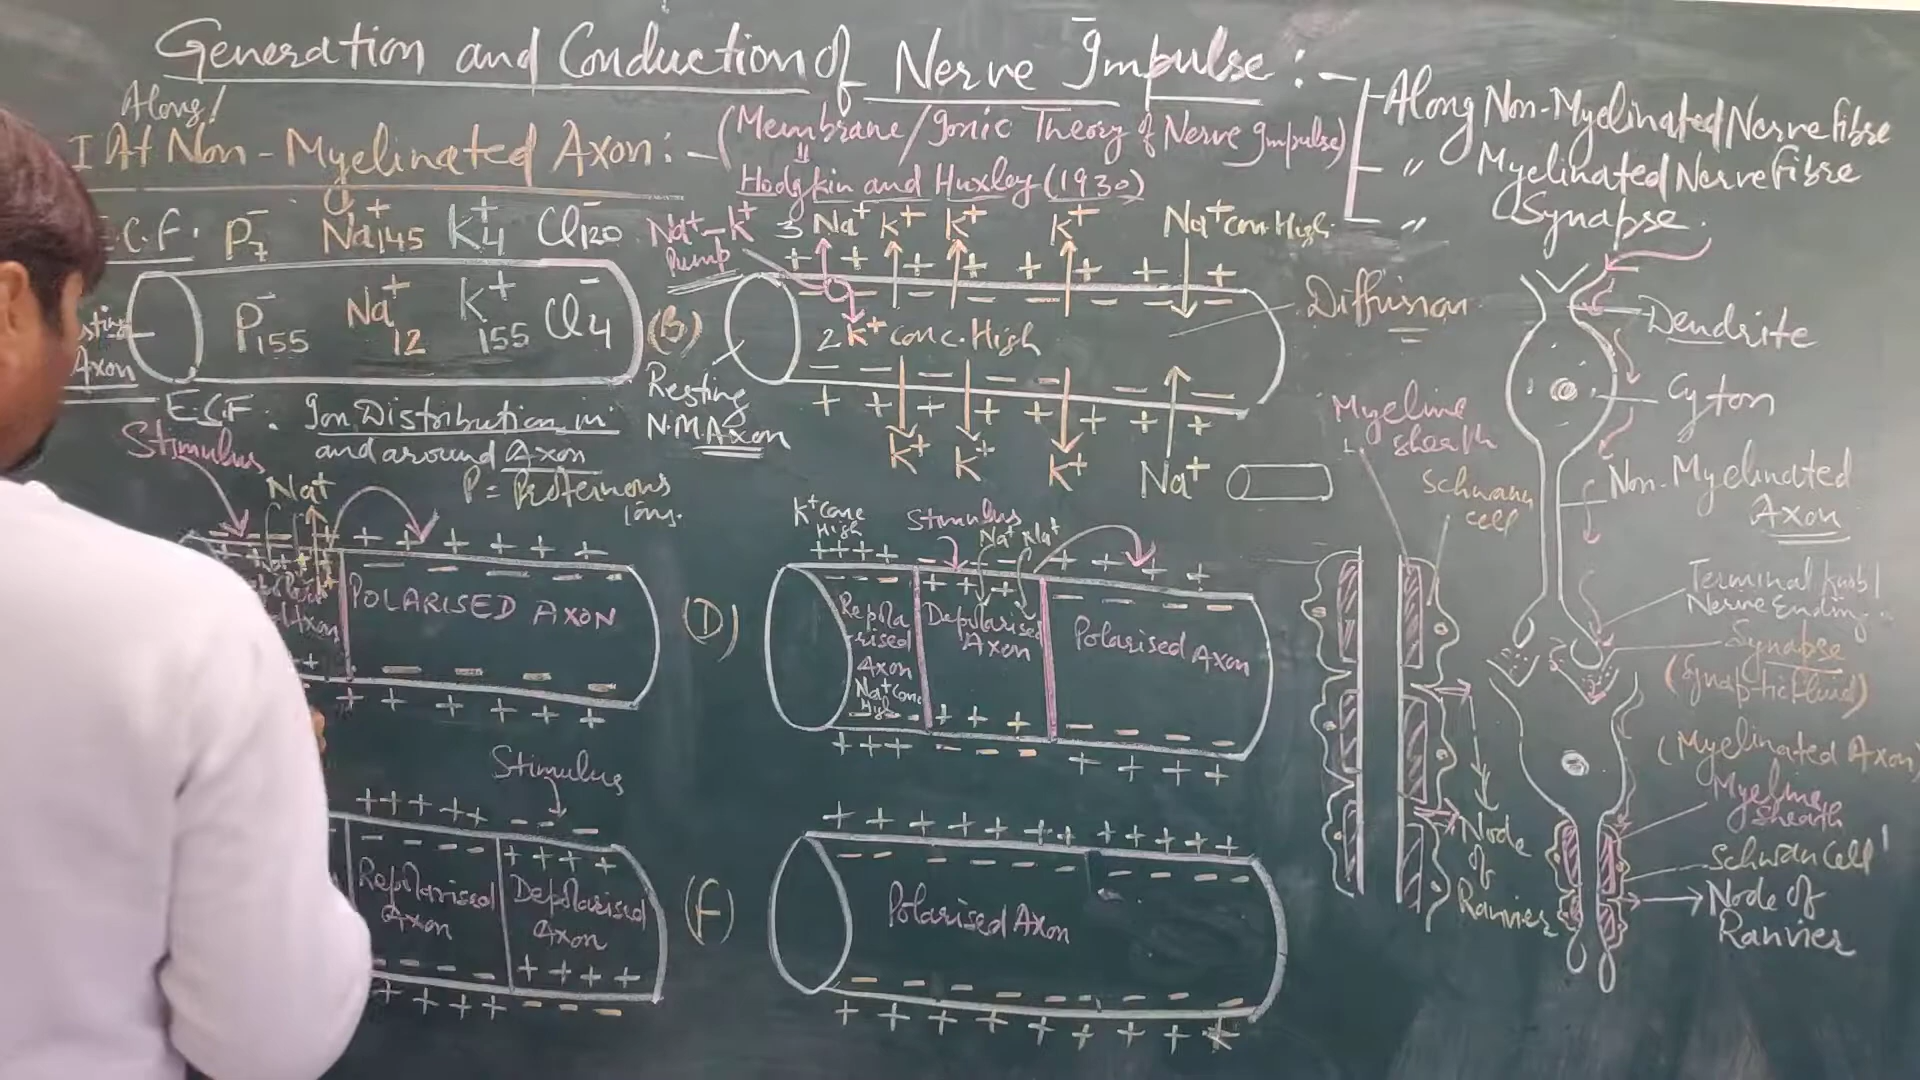 Generation and Conduction of Nerve Impulse :-
Along Non-Myelinated Nerve fibre
" Myelinated Nerve Fibre
" Synapse.
Along/
I At Non-Myelinated Axon :- (Membrane/Ionic Theory of Nerve Impulse)
Hodgkin and Huxley (1930)
E.C.F. P⁻7 Na⁺145 K⁺4 Cl⁻120
P⁻155 Na⁺12 K⁺155 Cl⁻4
Axon
E.C.F. Ion Distribution in
and around Axon
P = Proteinous
ions.
(B)
Na⁺-K⁺
Pump
3 Na⁺ K⁺ K⁺ K⁺ Na⁺ con. High
+ + + + + + +
- - - - - -
2 K⁺ conc. High
Diffusion
- - - - - -
+ + + + + +
K⁺ K⁺ K⁺ Na⁺
Resting
N.M Axon
Stimulus
Na⁺
+ + + + + +
POLARISED AXON
+ + + + + +
(D)
K⁺ conc
High
Stimulus
Na⁺ Na⁺
++++ + + +
Repola
-rised
Axon
Na⁺ conc
High
Depolarised
Axon
Polarised Axon
+++ - - - - + + + +
Stimulus
+++ ++ - - -
Repolarised
Axon
Depolarised
Axon
+ + + + - - -
(F)
+ + + + + + + + + + + +
Polarised Axon
+ + + + + + + + +
Myeline
sheath
Schwann
cell
Node
of
Ranvier
Dendrite
Cyton
Non-Myelinated
Axon
Terminal knob/
Nerve Ending
Synapse
(Synaptic fluid)
(Myelinated Axon)
Myeline
Sheath
Schwan Cell
Node of
Ranvier